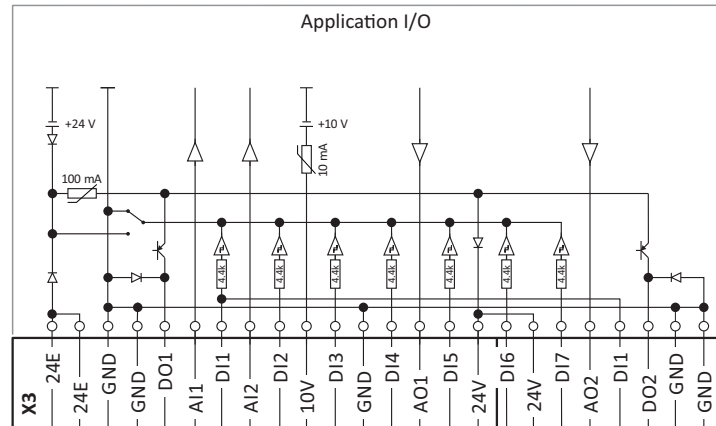 Application I/O
+24 V
+10 V
10 mA
100 mA
4.4k
4.4k
4.4k
4.4k
4.4k
4.4k
4.4k
X3
24E
24E
GND
GND
DO1
AI1
DI1
AI2
DI2
10V
DI3
GND
DI4
AO1
DI5
24V
DI6
24V
DI7
AO2
DI1
DO2
GND
GND